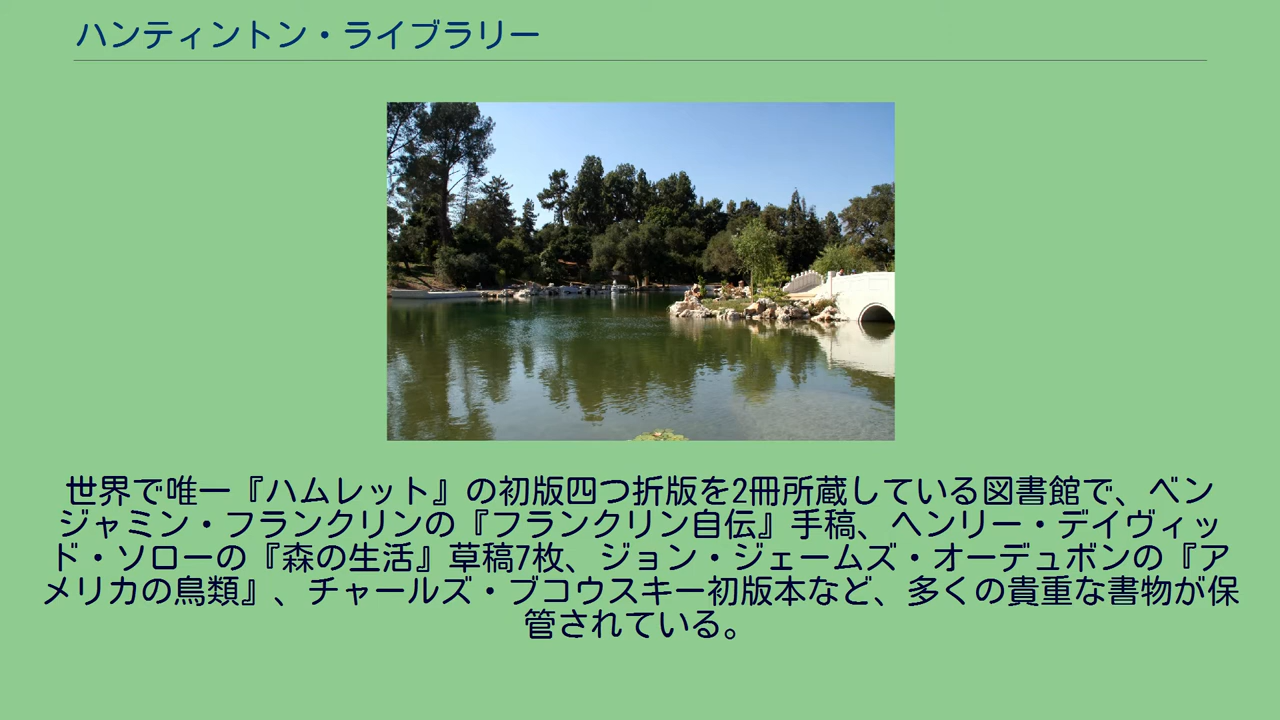 ハンティントン・ライブラリー
世界で唯一『ハムレット』の初版四つ折版を2冊所蔵している図書館で、ベン
ジャミン・フランクリンの『フランクリン自伝』手稿、ヘンリー・デイヴィッ
ド・ソローの『森の生活』草稿7枚、ジョン・ジェームズ・オーデュボンの『ア
メリカの鳥類』、チャールズ・ブコウスキー初版本など、多くの貴重な書物が保
管されている。